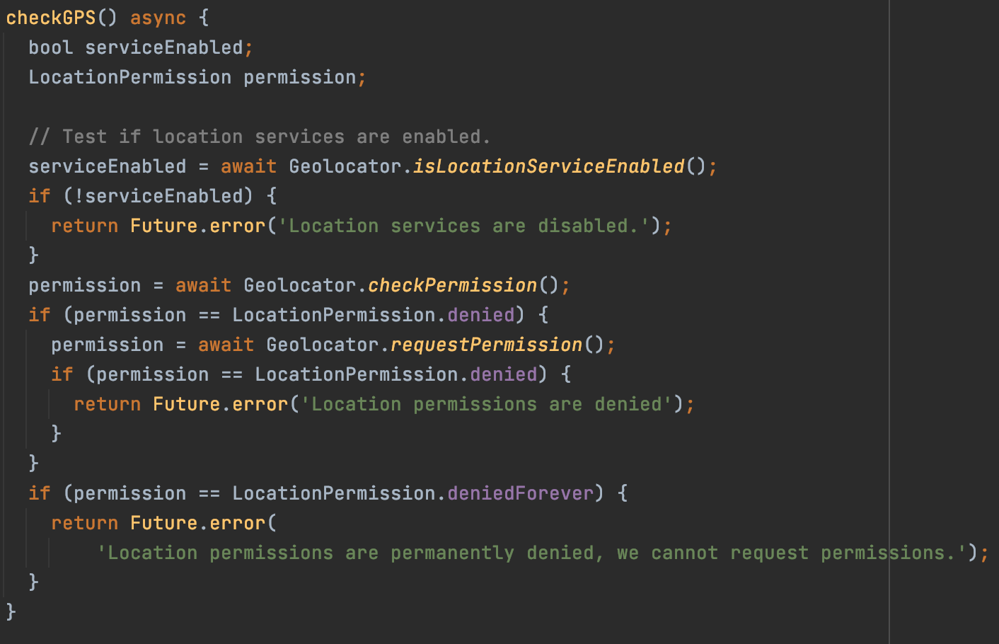 checkGPS() async {
  bool serviceEnabled;
  LocationPermission permission;

  // Test if location services are enabled.
  serviceEnabled = await Geolocator.isLocationServiceEnabled();
  if (!serviceEnabled) {
    return Future.error('Location services are disabled.');
  }
  permission = await Geolocator.checkPermission();
  if (permission == LocationPermission.denied) {
    permission = await Geolocator.requestPermission();
    if (permission == LocationPermission.denied) {
      return Future.error('Location permissions are denied');
    }
  }
  if (permission == LocationPermission.deniedForever) {
    return Future.error(
        'Location permissions are permanently denied, we cannot request permissions.');
  }
}